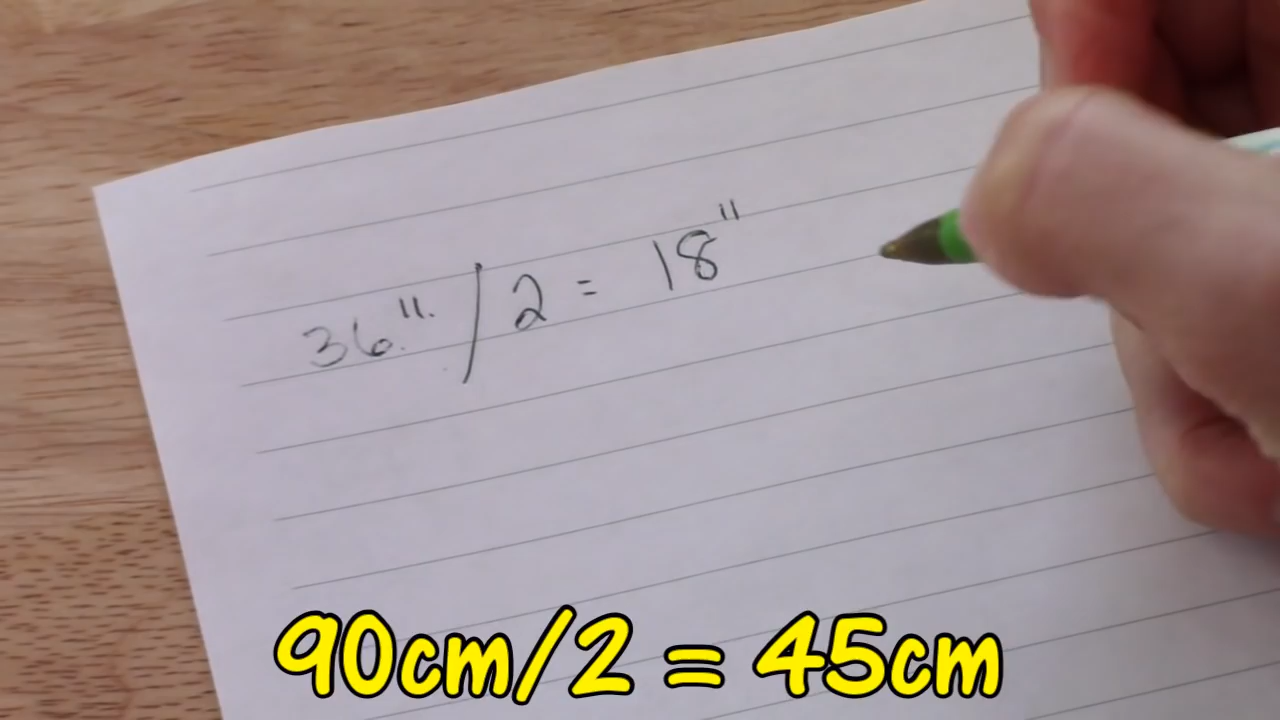 36" / 2 = 18"
90cm/2 = 45cm